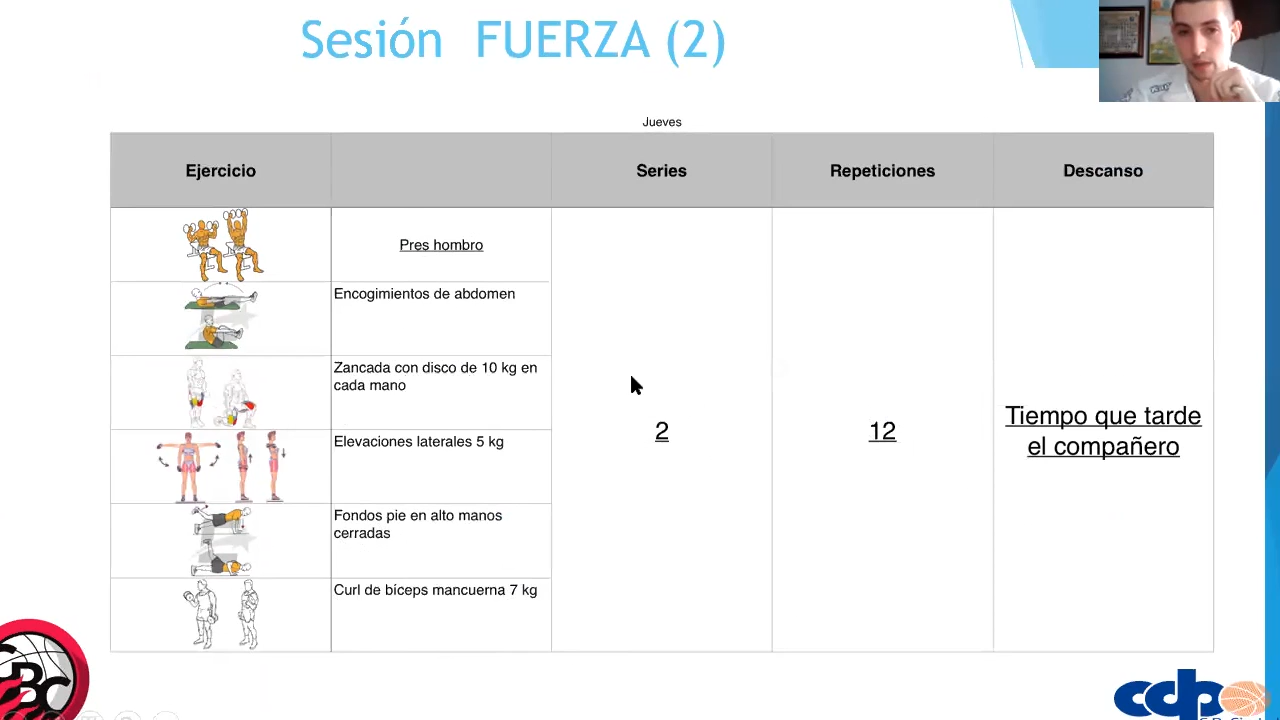 Sesión FUERZA (2)
Jueves
Ejercicio Series Repeticiones Descanso
Pres hombro
Encogimientos de abdomen
Zancada con disco de 10 kg en
cada mano
Elevaciones laterales 5 kg
Fondos pie en alto manos
cerradas
Curl de bíceps mancuerna 7 kg
2
12
Tiempo que tarde
el compañero
CBC
cdp